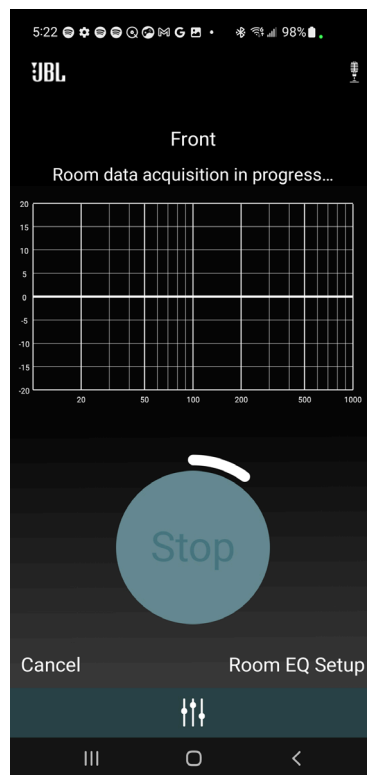 5:22 98%
JBL
Front
Room data acquisition in progress...
20
15
10
5
0
-5
-10
-15
-20
20 50 100 200 500 1000
Stop
Cancel Room EQ Setup